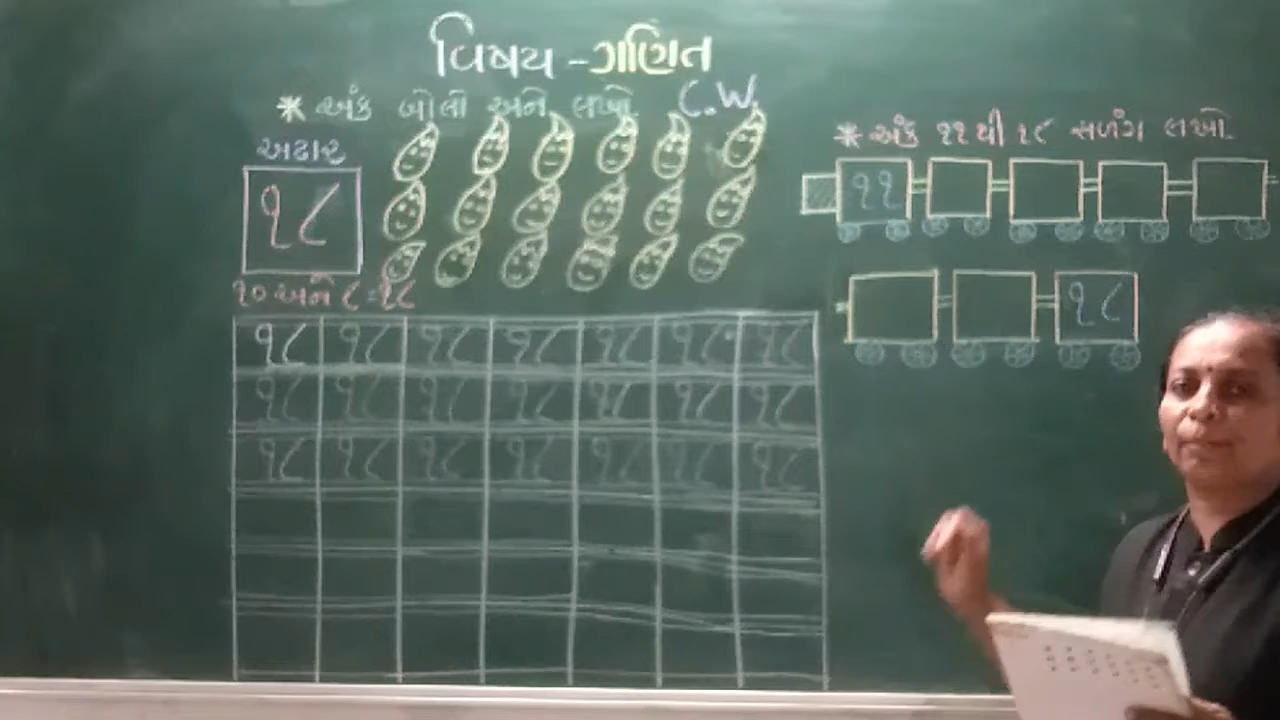 વિષય - ગણિત
* અંક બોલો અને લખો. C.W.
અઢાર
૧૮
૧૦ અને ૮ = ૧૮
૧૮ ૧૮ ૧૮ ૧૮ ૧૮ ૧૮ ૧૮
૧૮ ૧૮ ૧૮ ૧૮ ૧૮ ૧૮ ૧૮
૧૮ ૧૮ ૧૮ ૧૮ ૧૮ ૧૮ ૧૮
* અંક ૧૧ થી ૧૮ સળંગ લખો.
૧૧
૧૮